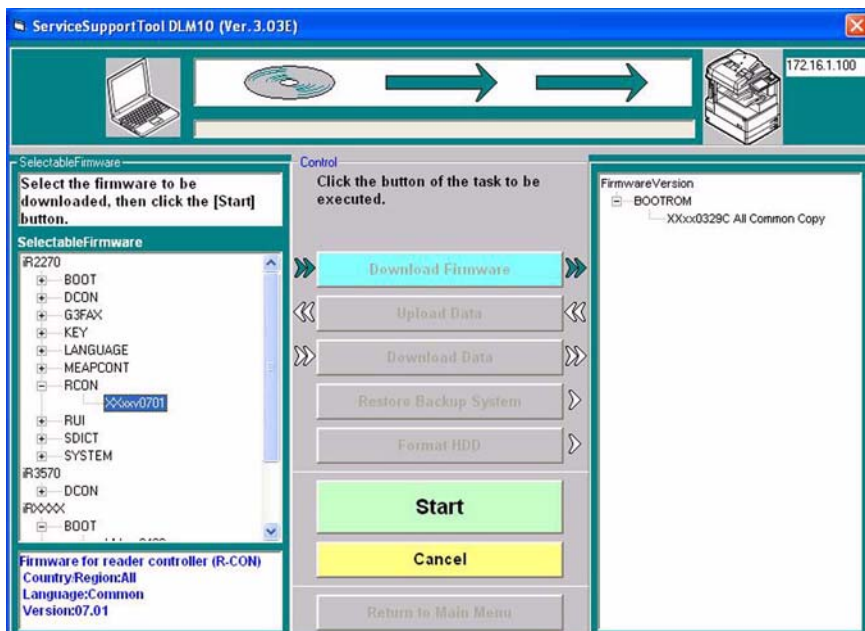 ServiceSupportTool DLM10 (Ver.3.03E)
172.16.1.100
SelectableFirmware
Select the firmware to be
downloaded, then click the [Start]
button.
SelectableFirmware
iR2270
BOOT
DCON
G3FAX
KEY
LANGUAGE
MEAPCONT
RCON
XXxxv0701
RUI
SDICT
SYSTEM
iR3570
DCON
iRXXXX
BOOT
Firmware for reader controller (R-CON)
Country:Region:All
Language:Common
Version:07.01
Control
Click the button of the task to be
executed.
Download Firmware
Upload Data
Download Data
Restore Backup System
Format HDD
Start
Cancel
Return to Main Menu
FirmwareVersion
BOOTROM
XXxx0329C All Common Copy